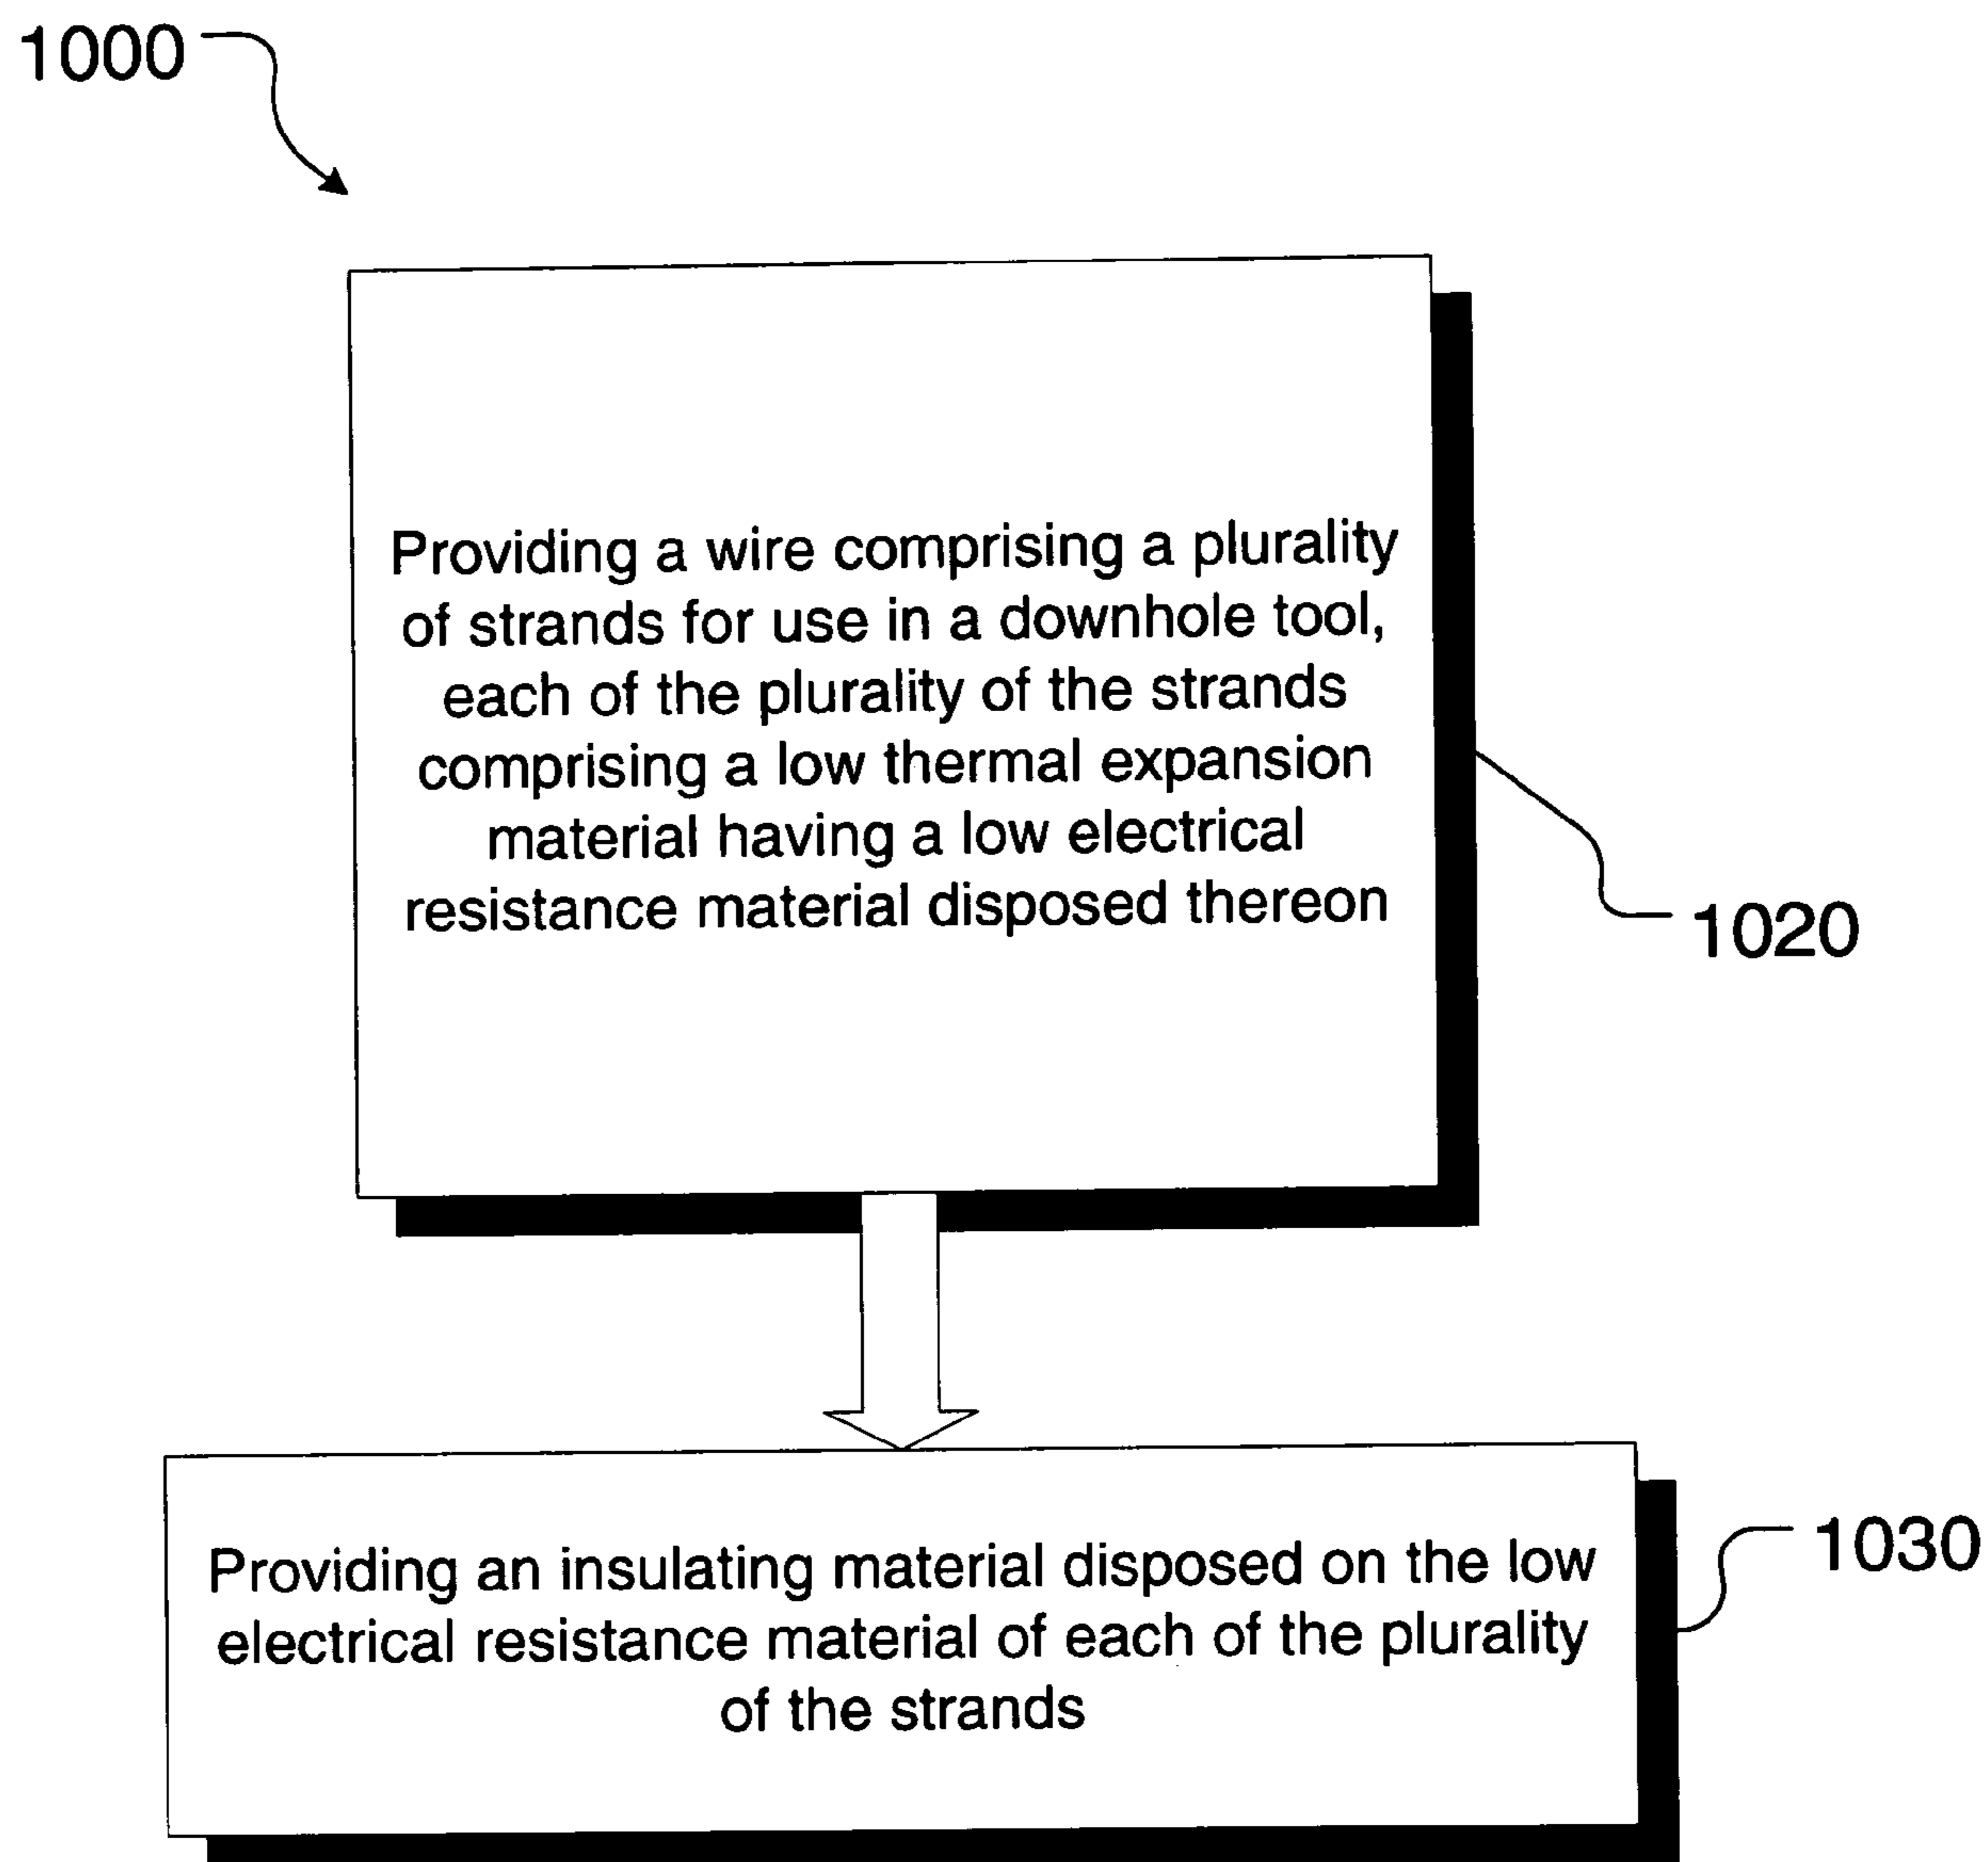 1000
Providing a wire comprising a plurality
of strands for use in a downhole tool,
each of the plurality of the strands
comprising a low thermal expansion
material having a low electrical
resistance material disposed thereon
1020
Providing an insulating material disposed on the low
electrical resistance material of each of the plurality
of the strands
1030